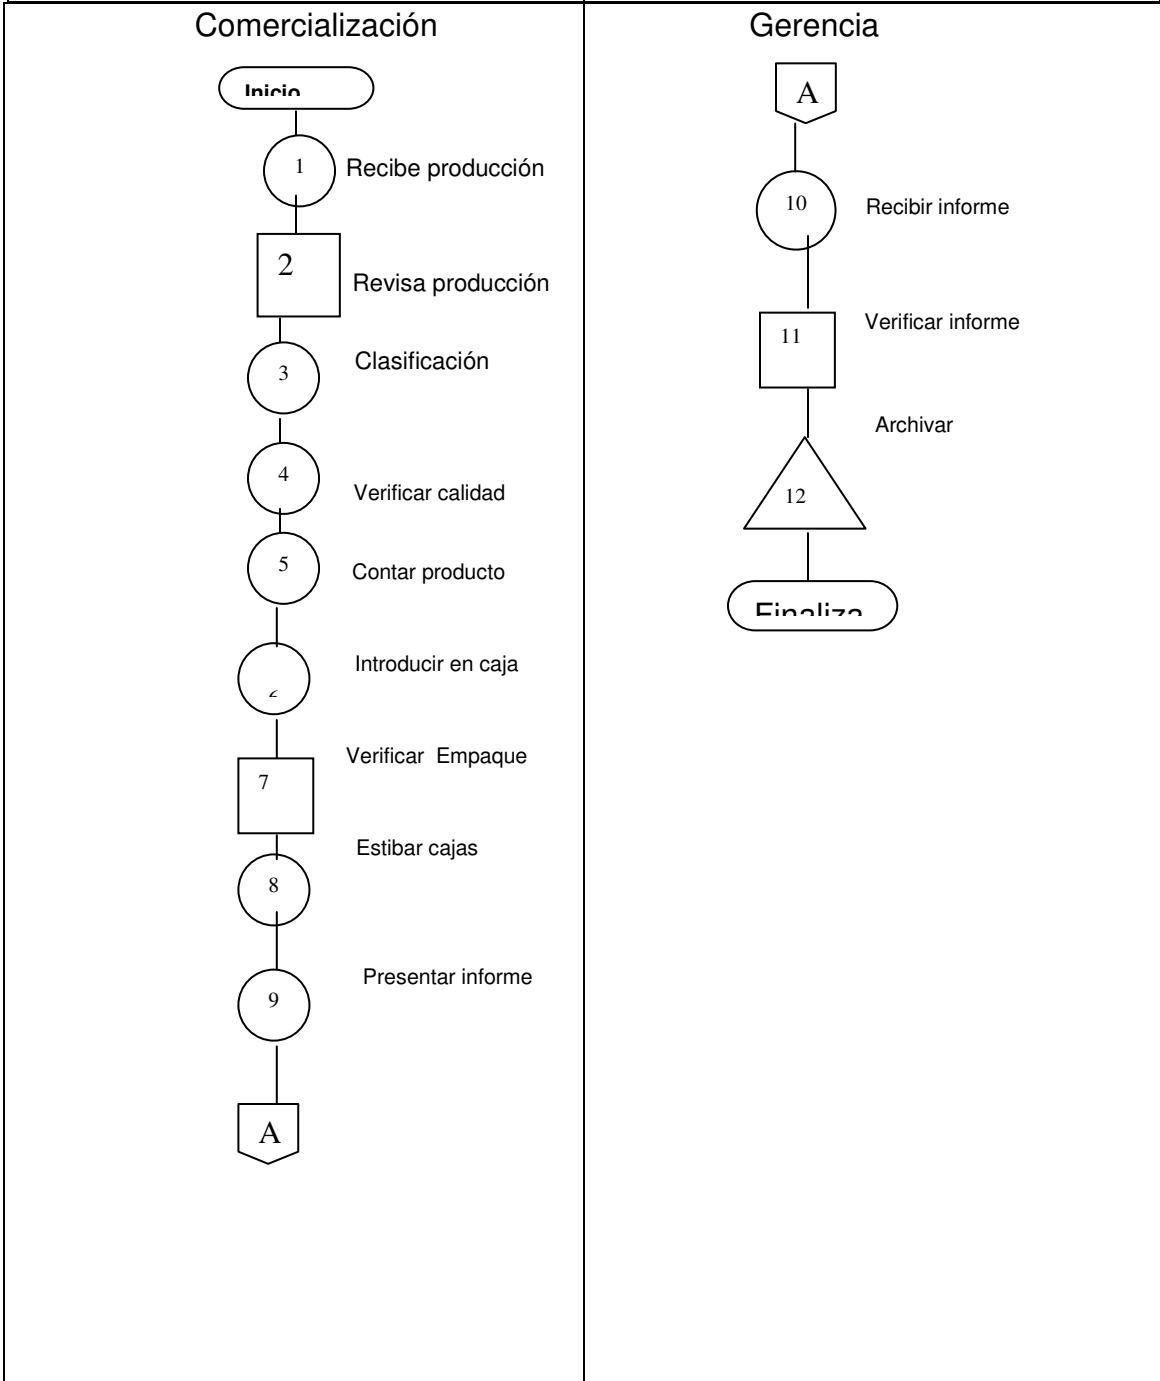 Comercialización
Inicio
1 Recibe producción
2
Revisa producción
3
Clasificación
4
Verificar calidad
5
Contar producto
Introducir en caja
Verificar Empaque
7
Estibar cajas
8
Presentar informe
9
A
Gerencia
A
10
Recibir informe
Verificar informe
11
Archivar
12
Finaliza